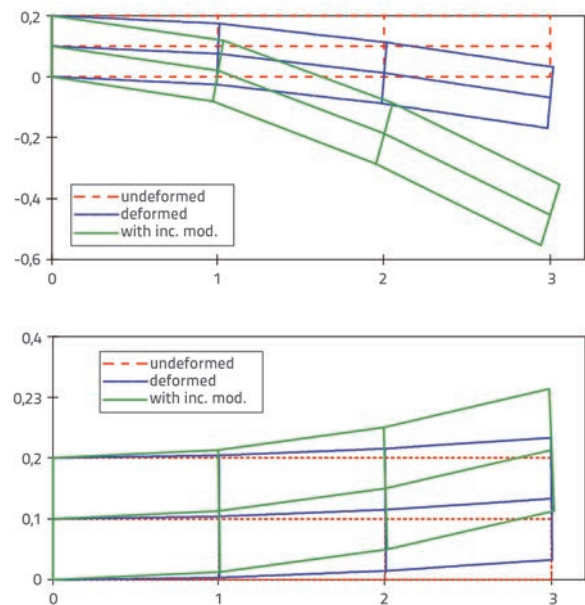 0,2
0
-0,2
-0,4
-0,6
undeformed
deformed
with inc. mod.
0 1 2 3
0,4
0,23
0,2
0,1
0
undeformed
deformed
with inc. mod.
0 1 2 3